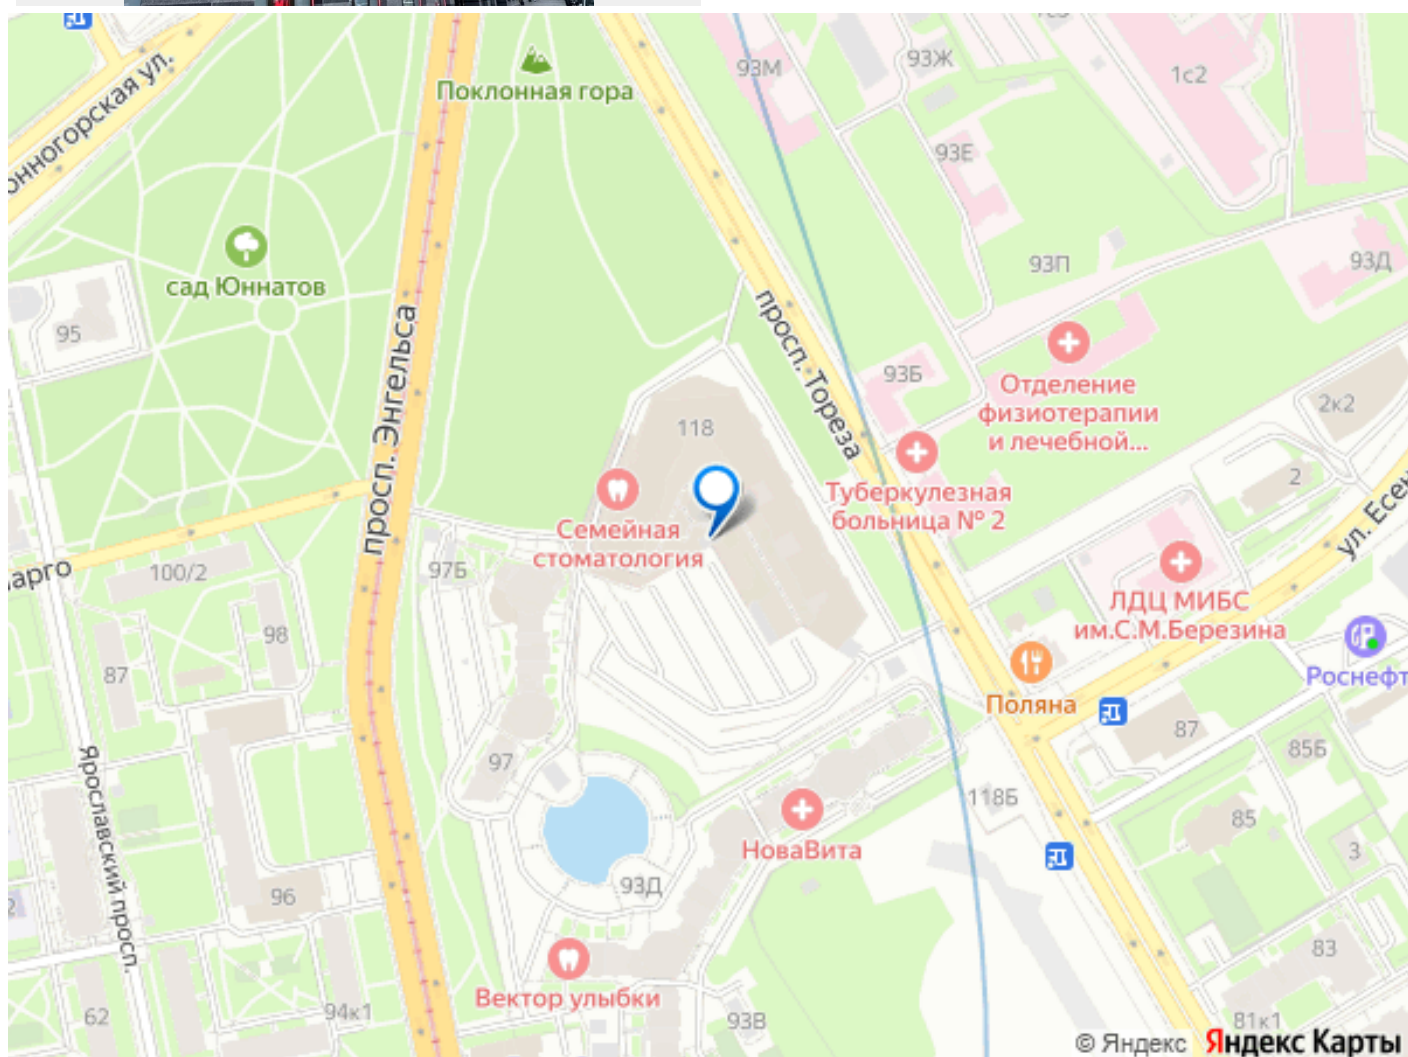 1с2
93М
93Ж
Поклонная гора
онногорская ул.
93Е
93П
93Д
сад Юннатов
95
просп. Энгельса
просп. Тореза
93Б
Отделение
физиотерапии
и лечебной...
2к2
118
2
Туберкулезная
больница № 2
Семейная
стоматология
ул. Есен
арго
100/2
97Б
98
ЛДЦ МИБС
им.С.М.Березина
87
Роснефт
Поляна
87
85Б
97
Ярославский просп.
118Б
85
НоваВита
3
93Д
96
83
Вектор улыбки
62
94к1
93В
81к1
© Яндекс Яндекс Карты